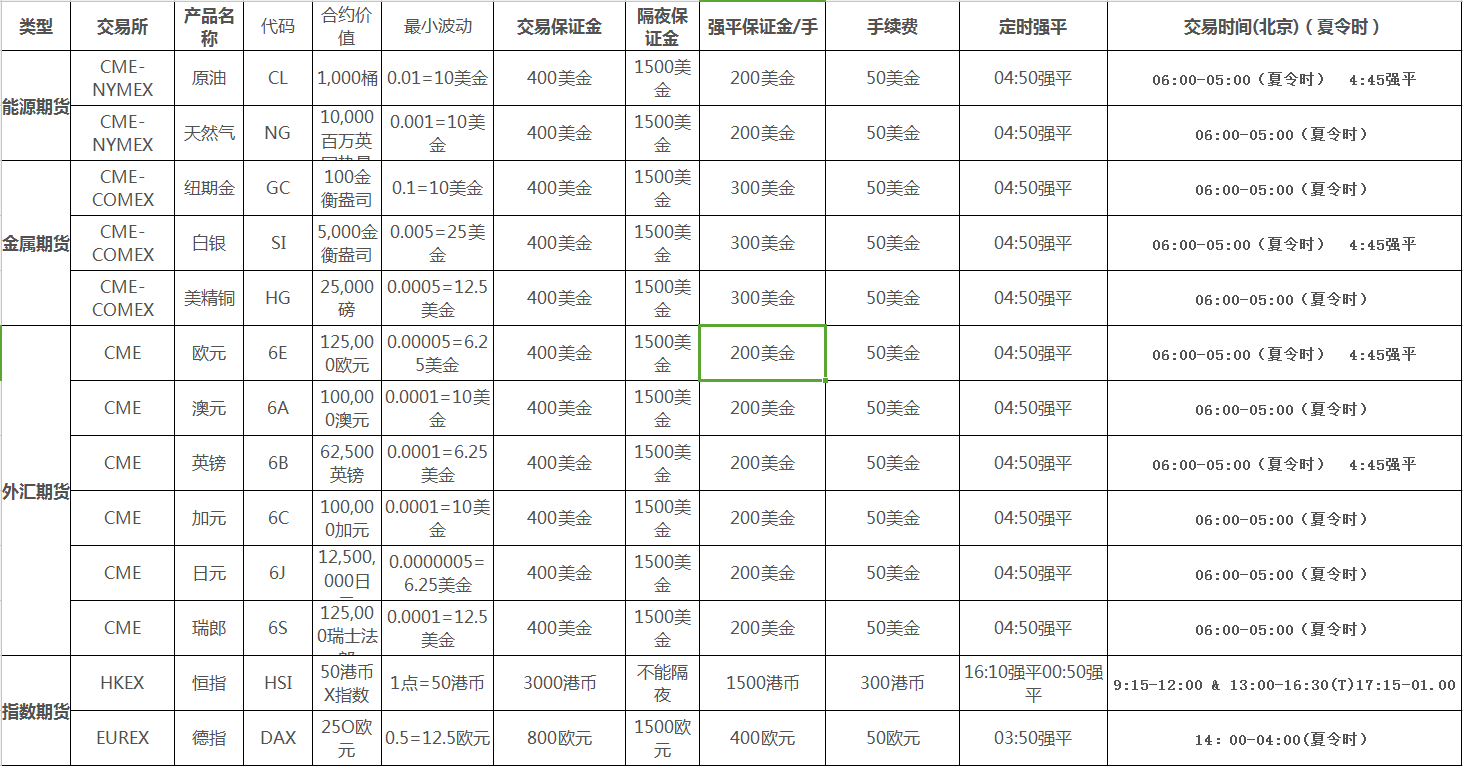 类型 交易所 产品名称 代码 合约价值 最小波动 交易保证金 隔夜保证金 强平保证金/手 手续费 定时强平 交易时间(北京)（夏令时）
能源期货 CME-NYMEX 原油 CL 1,000桶 0.01=10美金 400美金 1500美金 200美金 50美金 04:50强平 06:00-05:00（夏令时） 4:45强平
CME-NYMEX 天然气 NG 10,000百万英 0.001=10美金 400美金 1500美金 200美金 50美金 04:50强平 06:00-05:00（夏令时）
金属期货 CME-COMEX 纽期金 GC 100金衡盎司 0.1=10美金 400美金 1500美金 300美金 50美金 04:50强平 06:00-05:00（夏令时）
CME-COMEX 白银 SI 5,000金衡盎司 0.005=25美金 400美金 1500美金 300美金 50美金 04:50强平 06:00-05:00（夏令时） 4:45强平
CME-COMEX 美精铜 HG 25,000磅 0.0005=12.5美金 400美金 1500美金 300美金 50美金 04:50强平 06:00-05:00（夏令时）
外汇期货 CME 欧元 6E 125,000欧元 0.00005=6.25美金 400美金 1500美金 200美金 50美金 04:50强平 06:00-05:00（夏令时） 4:45强平
CME 澳元 6A 100,000澳元 0.0001=10美金 400美金 1500美金 200美金 50美金 04:50强平 06:00-05:00（夏令时）
CME 英镑 6B 62,500英镑 0.0001=6.25美金 400美金 1500美金 200美金 50美金 04:50强平 06:00-05:00（夏令时） 4:45强平
CME 加元 6C 100,000加元 0.0001=10美金 400美金 1500美金 200美金 50美金 04:50强平 06:00-05:00（夏令时）
CME 日元 6J 12,500,000日 0.0000005=6.25美金 400美金 1500美金 200美金 50美金 04:50强平 06:00-05:00（夏令时）
CME 瑞郎 6S 125,000瑞士法 0.0001=12.5美金 400美金 1500美金 200美金 50美金 04:50强平 06:00-05:00（夏令时）
指数期货 HKEX 恒指 HSI 50港币X指数 1点=50港币 3000港币 不能隔夜 1500港币 300港币 16:10强平00:50强平 9:15-12:00 & 13:00-16:30(T)17:15-01.00
EUREX 德指 DAX 25O欧元 0.5=12.5欧元 800欧元 1500欧元 400欧元 50欧元 03:50强平 14：00-04:00(夏令时）